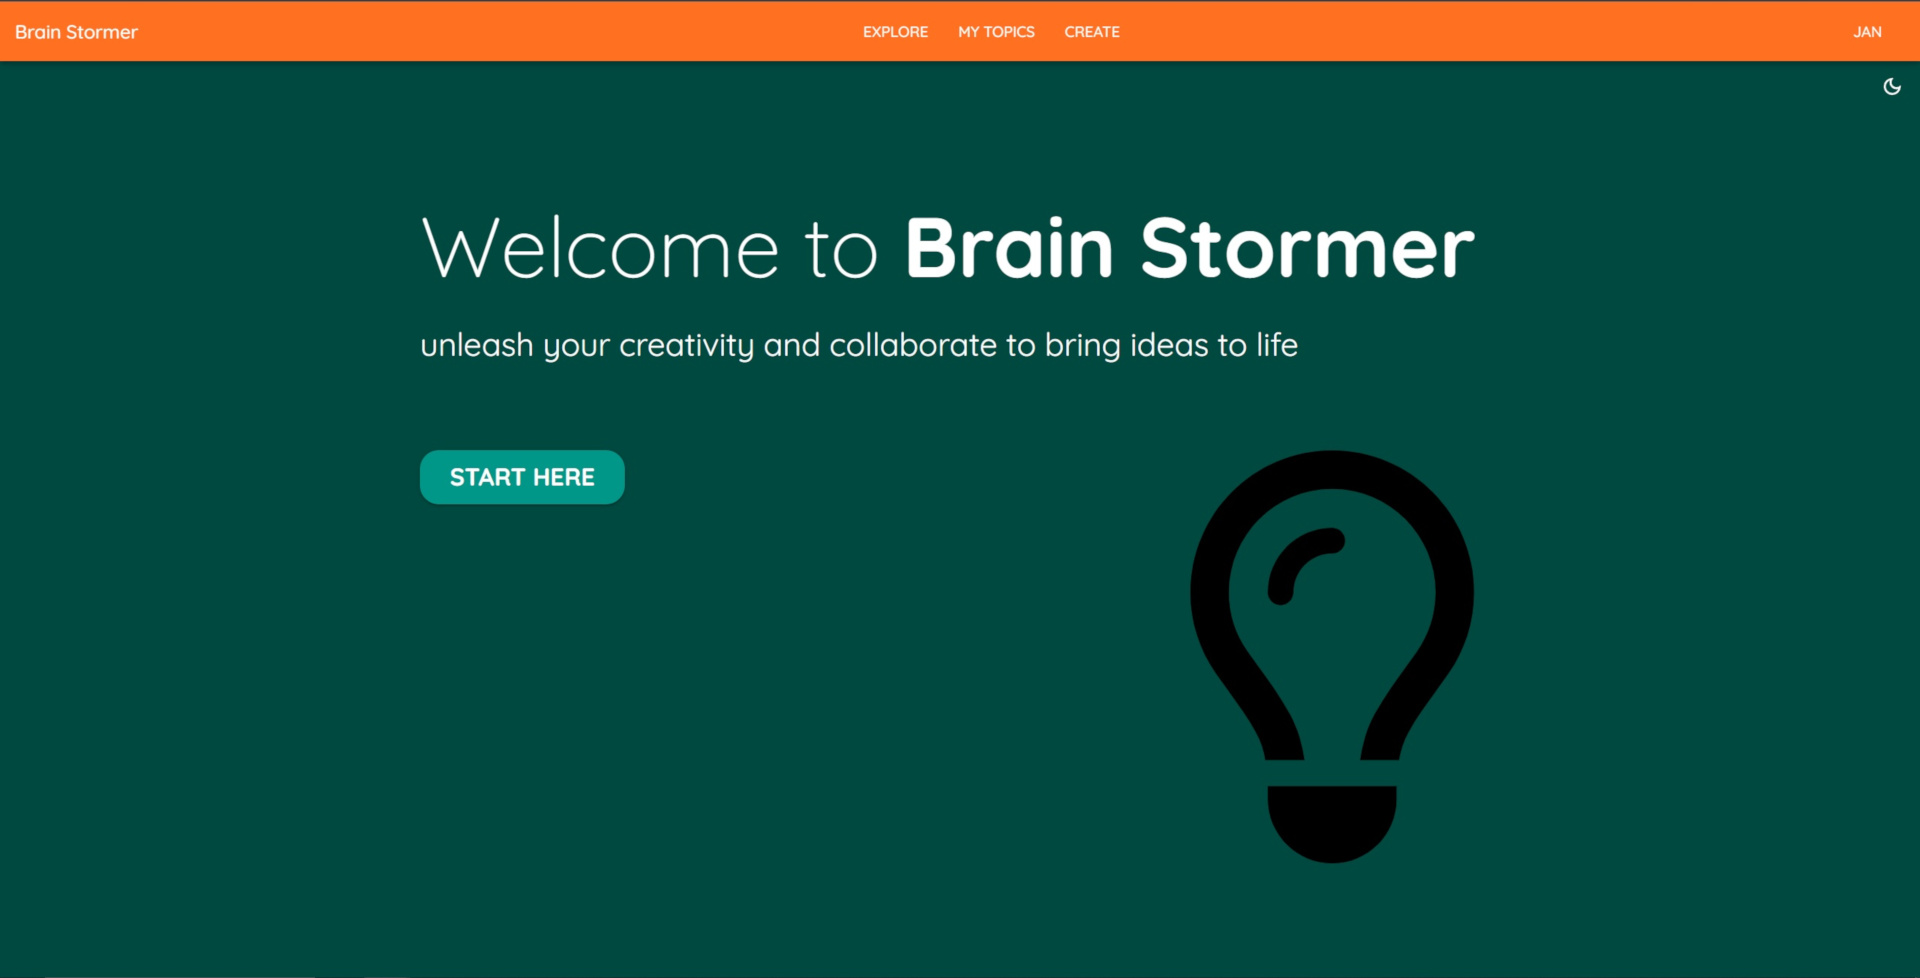 Brain Stormer
EXPLORE MY TOPICS CREATE
JAN
Welcome to Brain Stormer
unleash your creativity and collaborate to bring ideas to life
START HERE